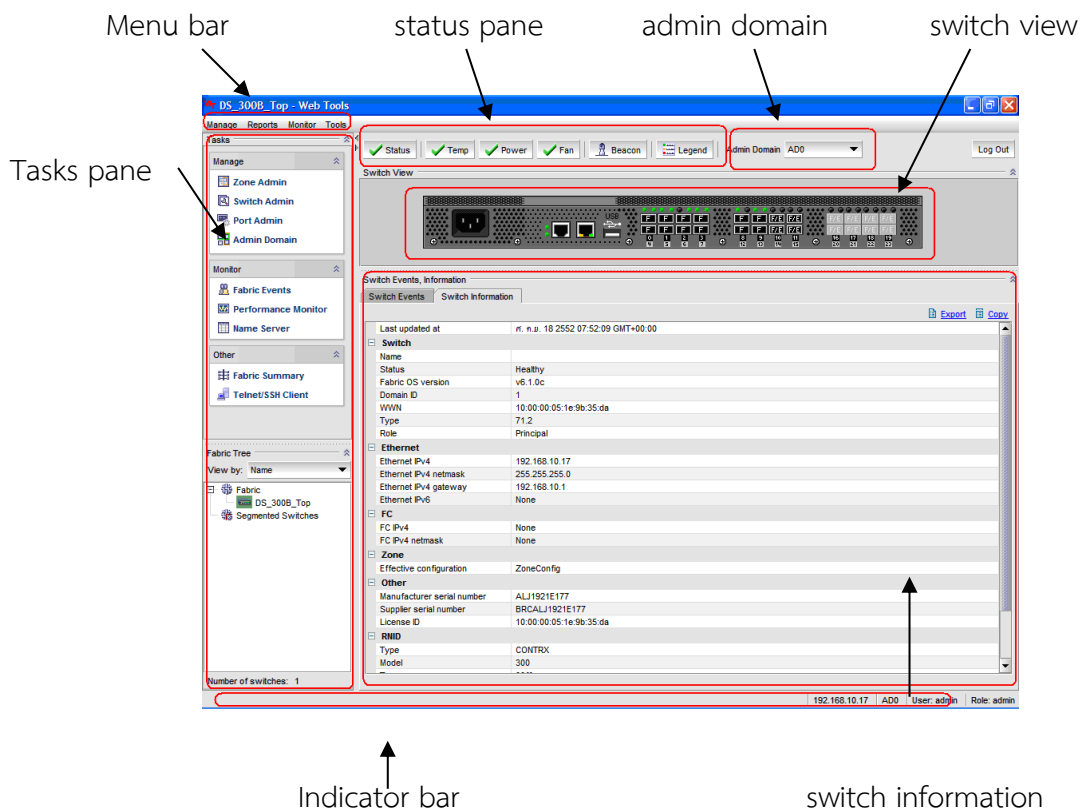 Menu bar
status pane
admin domain
switch view
Tasks pane
DS_300B_Top - Web Tools
Manage Reports Monitor Tools
Tasks
Manage
Zone Admin
Switch Admin
Port Admin
Admin Domain
Monitor
Fabric Events
Performance Monitor
Name Server
Other
Fabric Summary
Telnet/SSH Client
Fabric Tree
View by: Name
Fabric
DS_300B_Top
Segmented Switches
Number of switches: 1
Status Temp Power Fan Beacon Legend Admin Domain AD0 Log Out
Switch View
USB
Switch Events, Information
Switch Events Switch Information
Export Copy
Last updated at ศ. ก.ย. 18 2552 07:52:09 GMT+00:00
Switch
Name
Status Healthy
Fabric OS version v6.1.0c
Domain ID 1
WWN 10:00:00:05:1e:9b:35:da
Type 71.2
Role Principal
Ethernet
Ethernet IPv4 192.168.10.17
Ethernet IPv4 netmask 255.255.255.0
Ethernet IPv4 gateway 192.168.10.1
Ethernet IPv6 None
FC
FC IPv4 None
FC IPv4 netmask None
Zone
Effective configuration ZoneConfig
Other
Manufacturer serial number ALJ1921E177
Supplier serial number BRCALJ1921E177
License ID 10:00:00:05:1e:9b:35:da
RNID
Type CONTRX
Model 300
192.168.10.17 AD0 User: admin Role: admin
Indicator bar
switch information